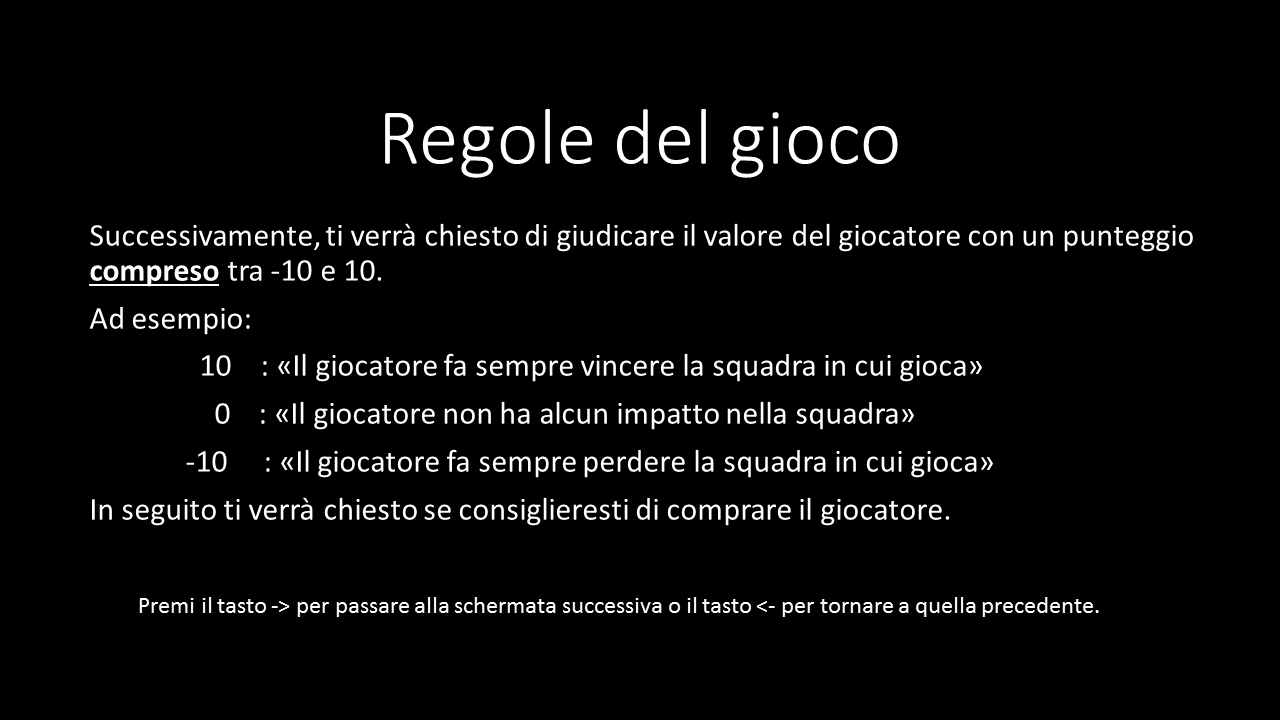 Regole del gioco
Successivamente, ti verrà chiesto di giudicare il valore del giocatore con un punteggio
compreso tra -10 e 10.
Ad esempio:
10 : «Il giocatore fa sempre vincere la squadra in cui gioca»
0 : «Il giocatore non ha alcun impatto nella squadra»
-10 : «Il giocatore fa sempre perdere la squadra in cui gioca»
In seguito ti verrà chiesto se consiglieresti di comprare il giocatore.
Premi il tasto -> per passare alla schermata successiva o il tasto <- per tornare a quella precedente.